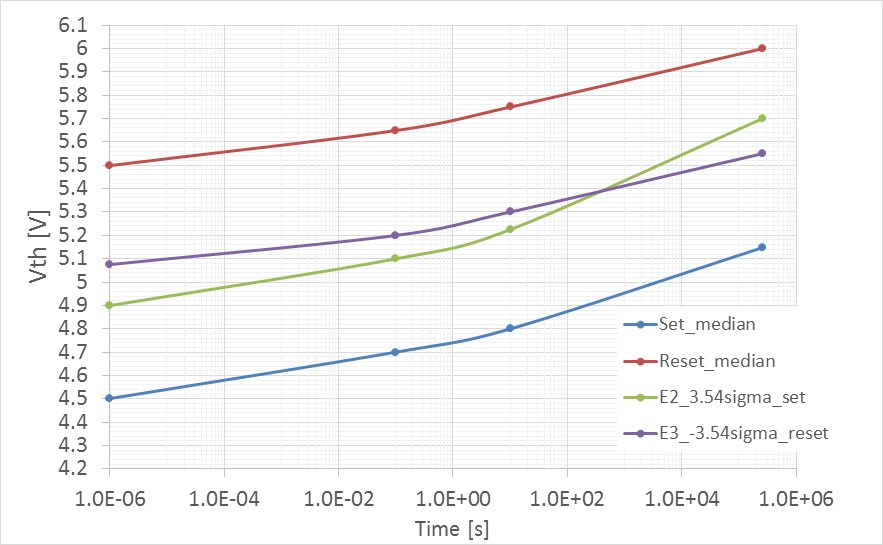 6.1
6
5.9
5.8
5.7
5.6
5.5
5.4
5.3
5.2
5.1
5
4.9
4.8
4.7
4.6
4.5
4.4
4.3
4.2
Vth [V]
Set_median
Reset_median
E2_3.54sigma_set
E3_-3.54sigma_reset
1.0E-06 1.0E-04 1.0E-02 1.0E+00 1.0E+02 1.0E+04 1.0E+06
Time [s]